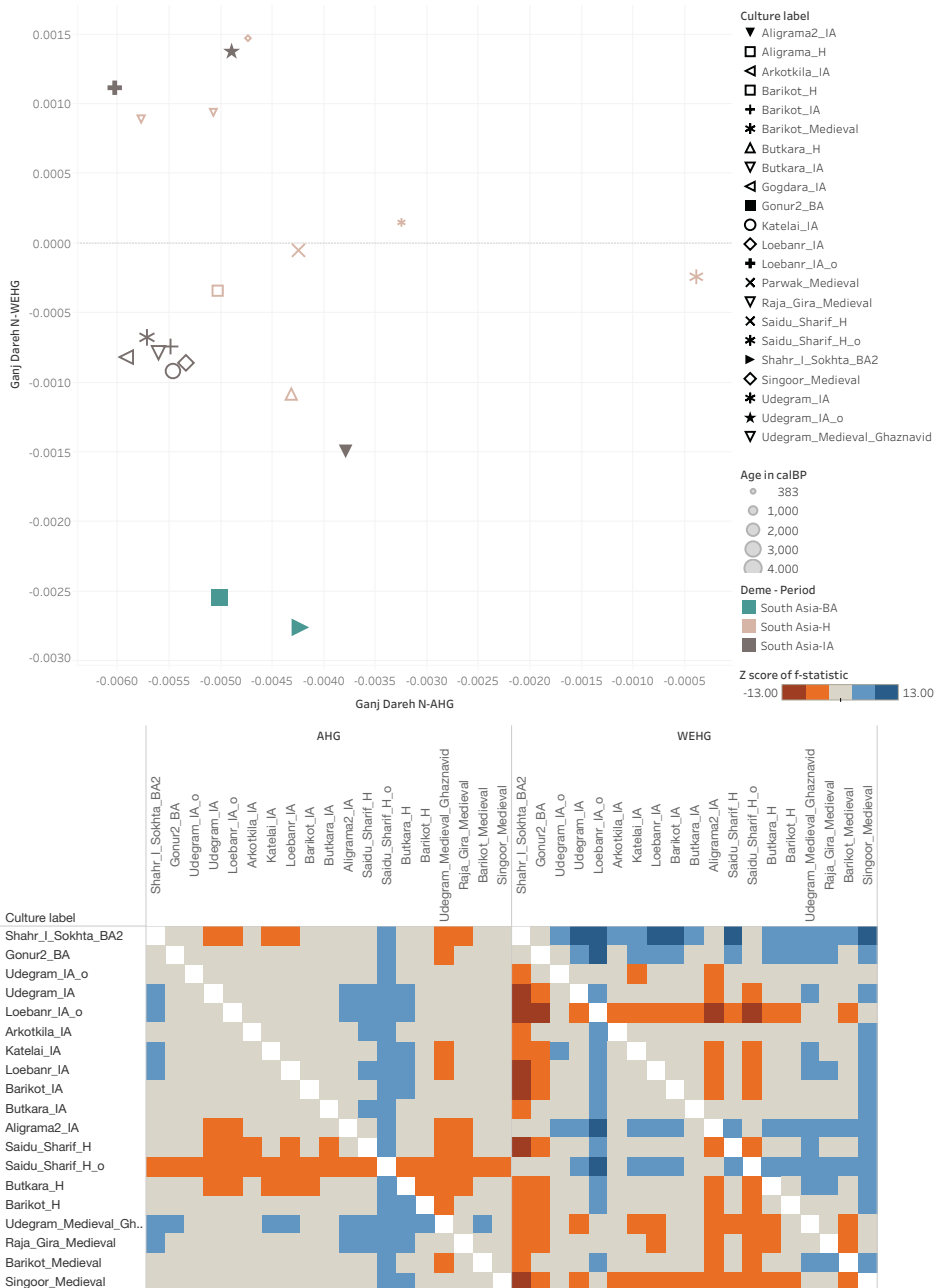 0.0015
0.0010
0.0005
0.0000
-0.0005
-0.0010
-0.0015
-0.0020
-0.0025
-0.0030
Ganj Dareh N-WEHG
-0.0060 -0.0055 -0.0050 -0.0045 -0.0040 -0.0035 -0.0030 -0.0025 -0.0020 -0.0015 -0.0010 -0.0005
Ganj Dareh N-AHG
Culture label
Aligrama2_IA
Aligrama_H
Arkotkila_IA
Barikot_H
Barikot_IA
Barikot_Medieval
Butkara_H
Butkara_IA
Gogdara_IA
Gonur2_BA
Katelai_IA
Loebanr_IA
Loebanr_IA_o
Parwak_Medieval
Raja_Gira_Medieval
Saidu_Sharif_H
Saidu_Sharif_H_o
Shahr_I_Sokhta_BA2
Singoor_Medieval
Udegram_IA
Udegram_IA_o
Udegram_Medieval_Ghaznavid
Age in calBP
383
1,000
2,000
3,000
4,000
Deme - Period
South Asia-BA
South Asia-H
South Asia-IA
Z score of f-statistic
-13.00 13.00
AHG WEHG
Shahr_I_Sokhta_BA2
Gonur2_BA
Udegram_IA_o
Udegram_IA
Loebanr_IA_o
Arkotkila_IA
Katelai_IA
Loebanr_IA
Barikot_IA
Butkara_IA
Aligrama2_IA
Saidu_Sharif_H
Saidu_Sharif_H_o
Butkara_H
Barikot_H
Udegram_Medieval_Ghaznavid
Raja_Gira_Medieval
Barikot_Medieval
Singoor_Medieval
Shahr_I_Sokhta_BA2
Gonur2_BA
Udegram_IA_o
Udegram_IA
Loebanr_IA_o
Arkotkila_IA
Katelai_IA
Loebanr_IA
Barikot_IA
Butkara_IA
Aligrama2_IA
Saidu_Sharif_H
Saidu_Sharif_H_o
Butkara_H
Barikot_H
Udegram_Medieval_Ghaznavid
Raja_Gira_Medieval
Barikot_Medieval
Singoor_Medieval
Culture label
Shahr_I_Sokhta_BA2
Gonur2_BA
Udegram_IA_o
Udegram_IA
Loebanr_IA_o
Arkotkila_IA
Katelai_IA
Loebanr_IA
Barikot_IA
Butkara_IA
Aligrama2_IA
Saidu_Sharif_H
Saidu_Sharif_H_o
Butkara_H
Barikot_H
Udegram_Medieval_Gh..
Raja_Gira_Medieval
Barikot_Medieval
Singoor_Medieval